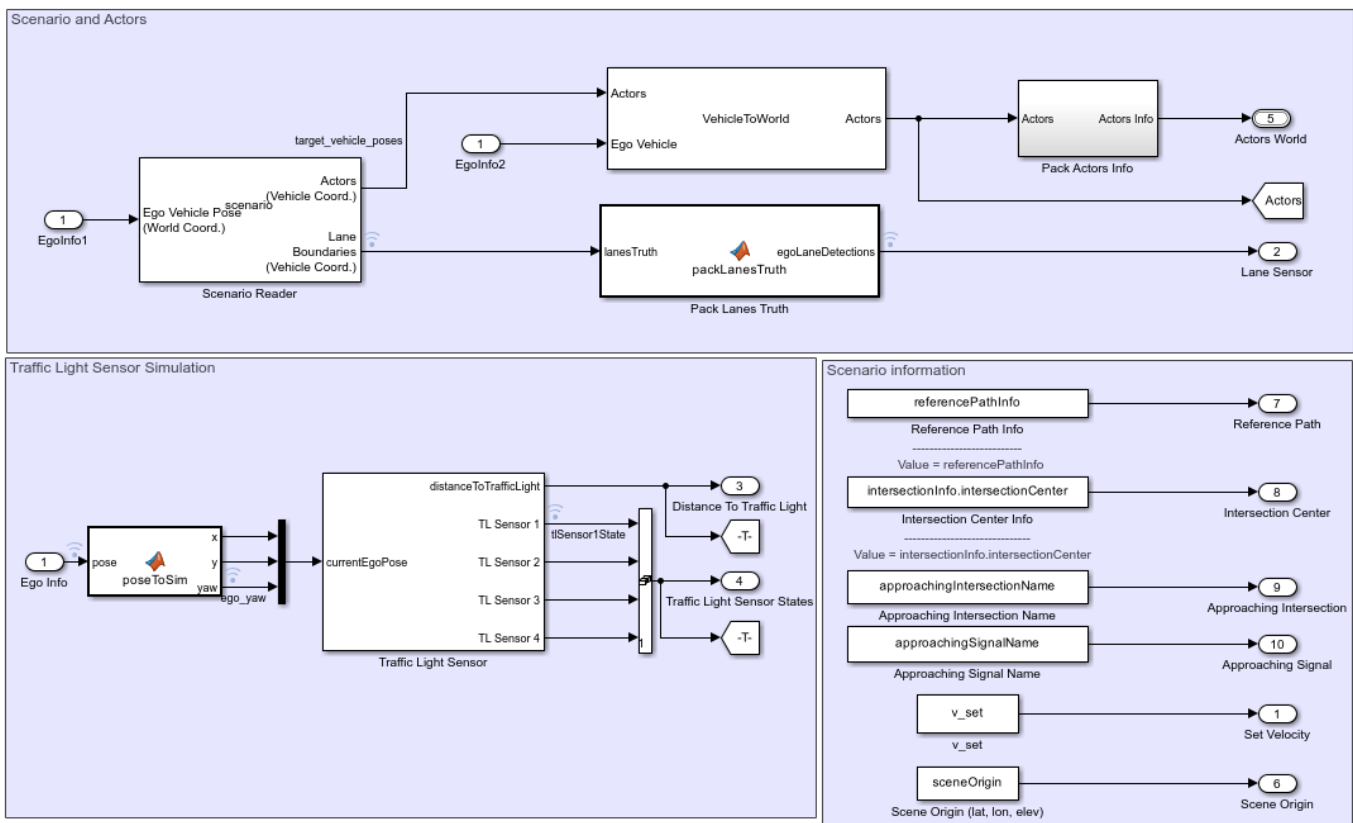 Scenario and Actors
Actors
VehicleToWorld
Actors
Ego Vehicle
target_vehicle_poses
1
EgoInfo2
Actors
Actors Info
Pack Actors Info
5
Actors World
Actors
1
EgoInfo1
Ego Vehicle Pose
(World Coord.)
scenario
Actors
(Vehicle Coord.)
Lane
Boundaries
(Vehicle Coord.)
Scenario Reader
lanesTruth
packLanesTruth
egoLaneDetections
Pack Lanes Truth
2
Lane Sensor
Traffic Light Sensor Simulation
1
Ego Info
pose
poseToSim
x
y
yaw
ego_yaw
currentEgoPose
distanceToTrafficLight
TL Sensor 1
TL Sensor 2
TL Sensor 3
TL Sensor 4
Traffic Light Sensor
tlSensor1State
1
3
Distance To Traffic Light
-T-
4
Traffic Light Sensor States
-T-
Scenario information
referencePathInfo
Reference Path Info
---------------------------
Value = referencePathInfo
7
Reference Path
intersectionInfo.intersectionCenter
Intersection Center Info
-------------------------------
Value = intersectionInfo.intersectionCenter
8
Intersection Center
approachingIntersectionName
Approaching Intersection Name
9
Approaching Intersection
approachingSignalName
Approaching Signal Name
10
Approaching Signal
v_set
v_set
1
Set Velocity
sceneOrigin
Scene Origin (lat, lon, elev)
6
Scene Origin